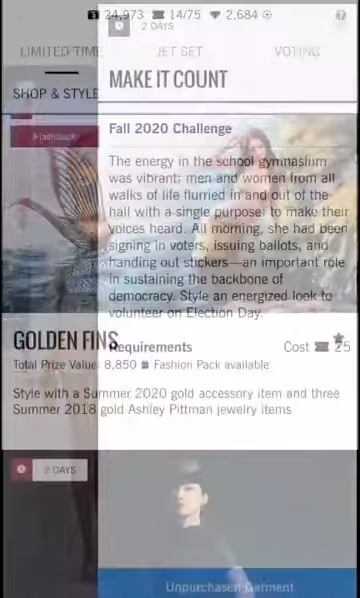 24,973 14/75 2,684
2 DAYS
LIMITED TIME JET SET VOTING
MAKE IT COUNT
SHOP & STYLE
Fall 2020 Challenge
Flashback
The energy in the school gymnasium
was vibrant: men and women from all
walks of life flurried in and out of the
hall with a single purpose: to make their
voices heard. All morning, she had been
signing in voters, issuing ballots, and
handing out stickers—an important role
in sustaining the backbone of
democracy. Style an energized look to
volunteer on Election Day.
GOLDEN FINS
Requirements Cost 25
Total Prize Value: 8,850 Fashion Pack available
Style with a Summer 2020 gold accessory item and three
Summer 2018 gold Ashley Pittman jewelry items
2 DAYS
Unpurchased Garment